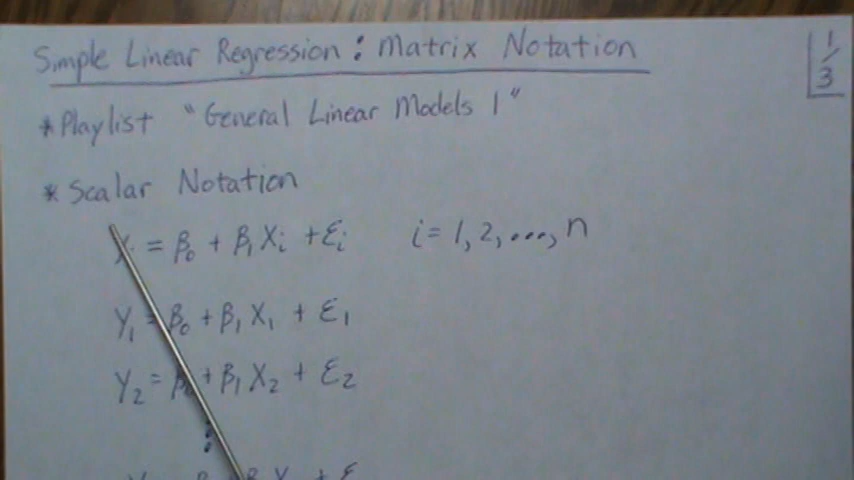 Simple Linear Regression: Matrix Notation
1/3
*Playlist "General Linear Models 1"
*Scalar Notation
Yᵢ = β₀ + β₁Xᵢ + εᵢ i = 1, 2, ..., n
Y₁ = β₀ + β₁X₁ + ε₁
Y₂ = β₀ + β₁X₂ + ε₂
⋮